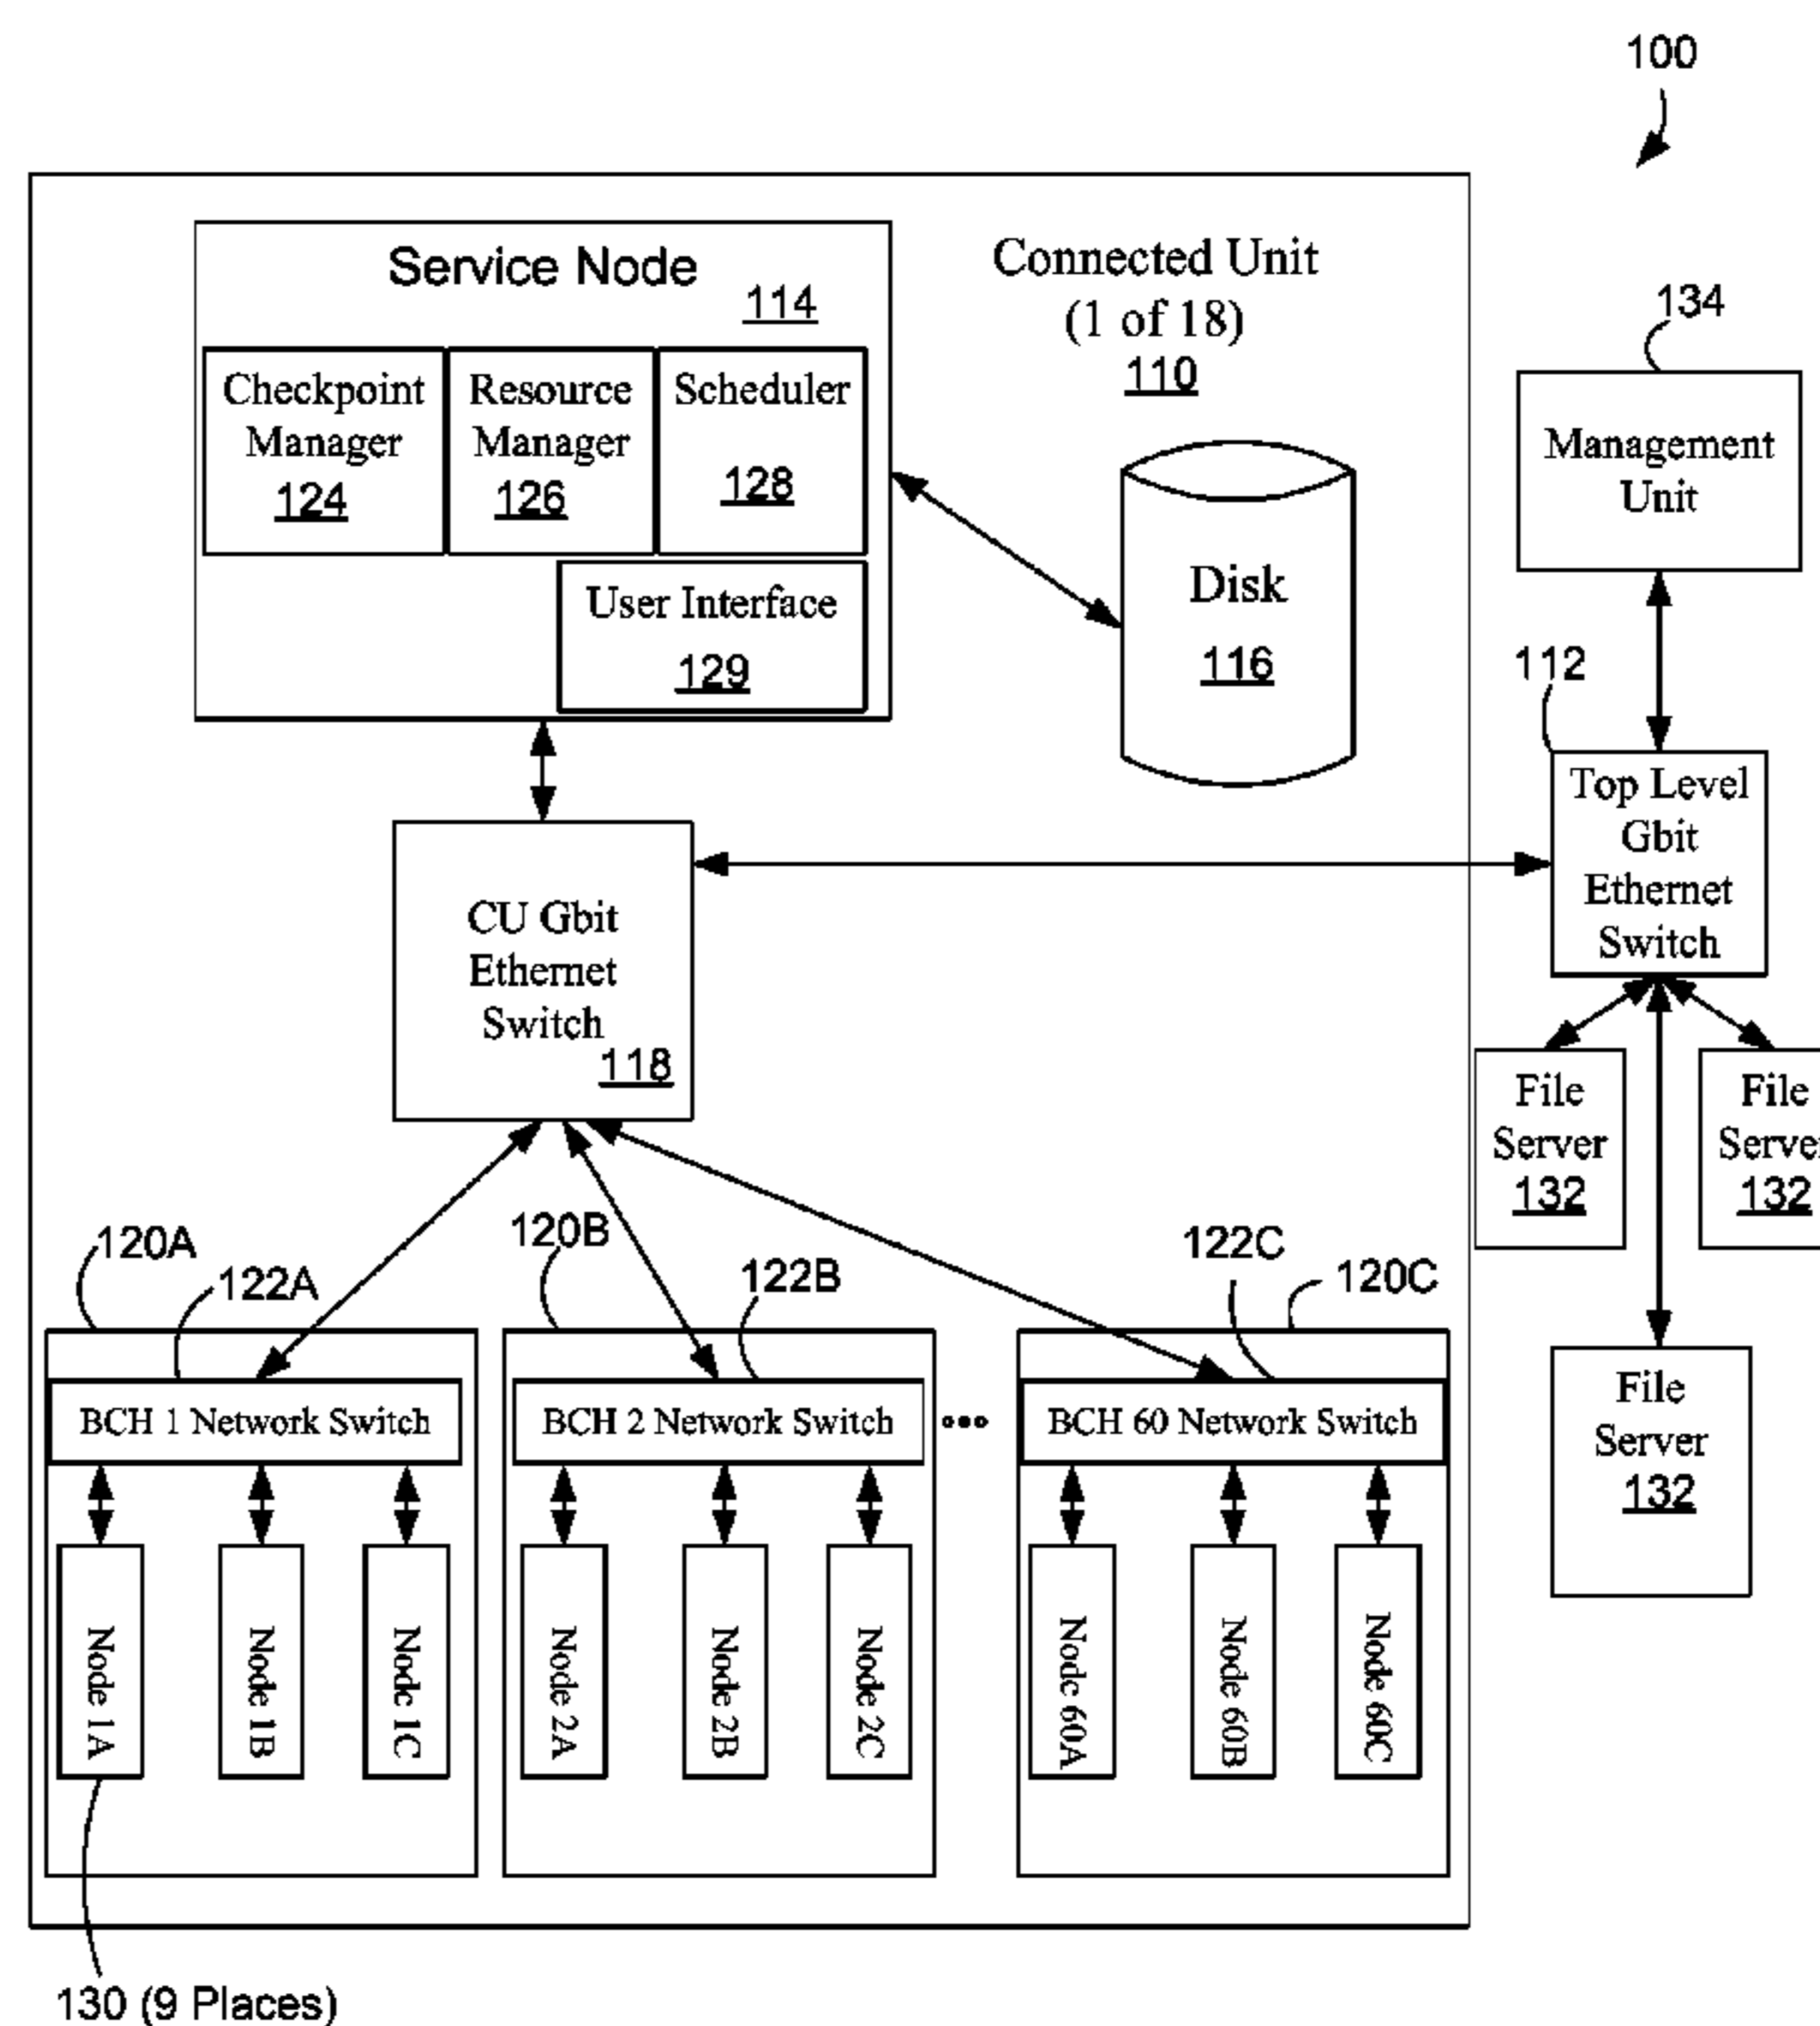 100
Service Node
114
Connected Unit
(1 of 18)
110
Checkpoint
Manager
124
Resource
Manager
126
Scheduler
128
User Interface
129
Disk
116
134
Management
Unit
112
Top Level
Gbit
Ethernet
Switch
CU Gbit
Ethernet
Switch
118
File
Server
132
File
Server
132
File
Server
132
120A
122A
120B
122B
122C
120C
BCH 1 Network Switch
BCH 2 Network Switch
•••
BCH 60 Network Switch
Node 1A
Node 1B
Node 1C
Node 2A
Node 2B
Node 2C
Node 60A
Node 60B
Node 60C
130 (9 Places)